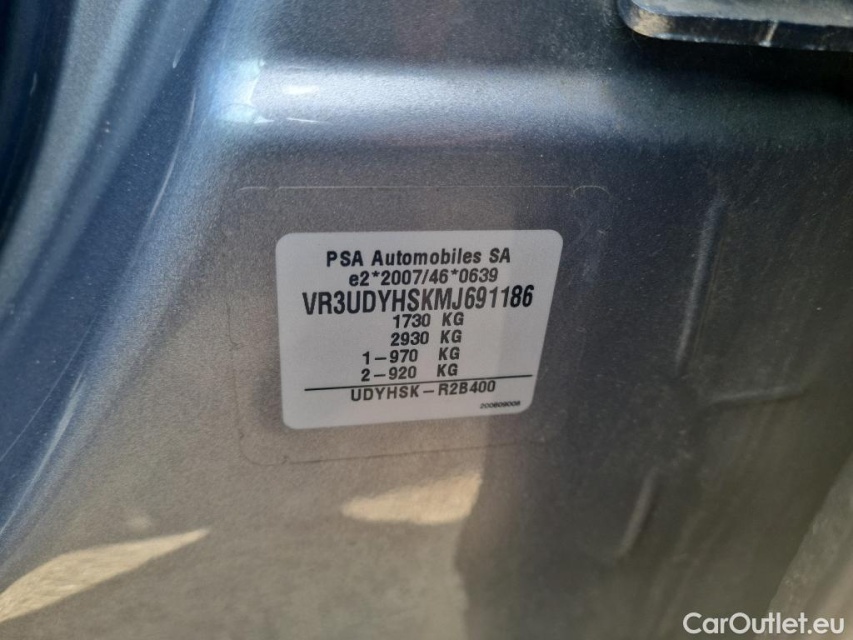 PSA Automobiles SA
e2*2007/46*0639
VR3UDYHSKMJ691186
1730 KG
2930 KG
1-970 KG
2-920 KG
UDYHSK-R2B400
CarOutlet.eu